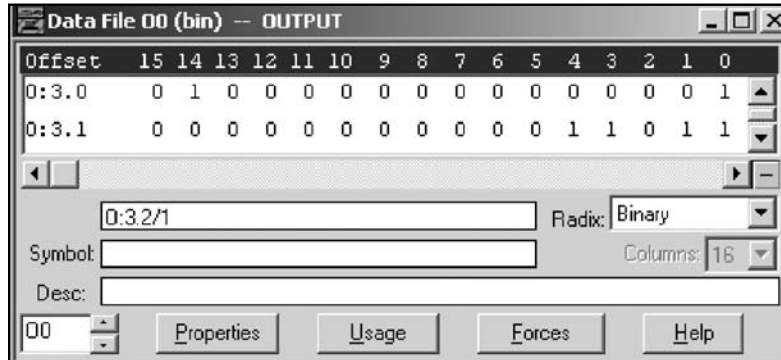 Data File O0 (bin) -- OUTPUT
Offset 15 14 13 12 11 10 9 8 7 6 5 4 3 2 1 0
O:3.0 0 1 0 0 0 0 0 0 0 0 0 0 0 0 0 1
O:3.1 0 0 0 0 0 0 0 0 0 0 0 1 1 0 1 1
O:3.2/1 Radix: Binary
Symbol: Columns: 16
Desc:
O0 Properties Usage Forces Help